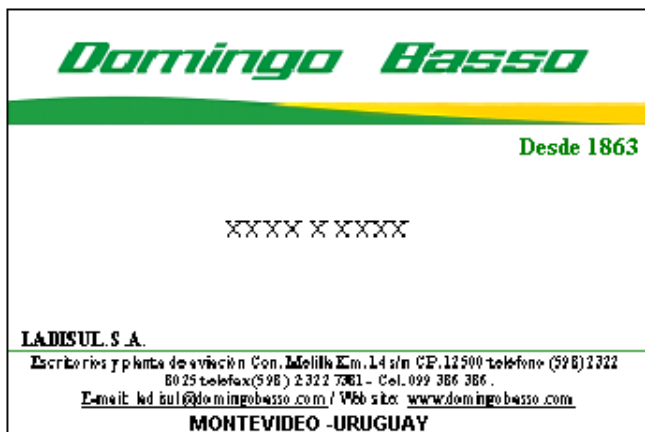 Domingo Basso
Desde 1863
XXXX X XXXX
LADISUL. S .A.
Escritorios y planta de aviación Con. Melilla Km. 14 s/n CP. 12500 teléfono (598) 2322
8025 telefax(598) 2322 7381 - Cel. 099 386 386 .
E-mail: ladisul@domingobasso.com / Web site: www.domingobasso.com
MONTEVIDEO -URUGUAY